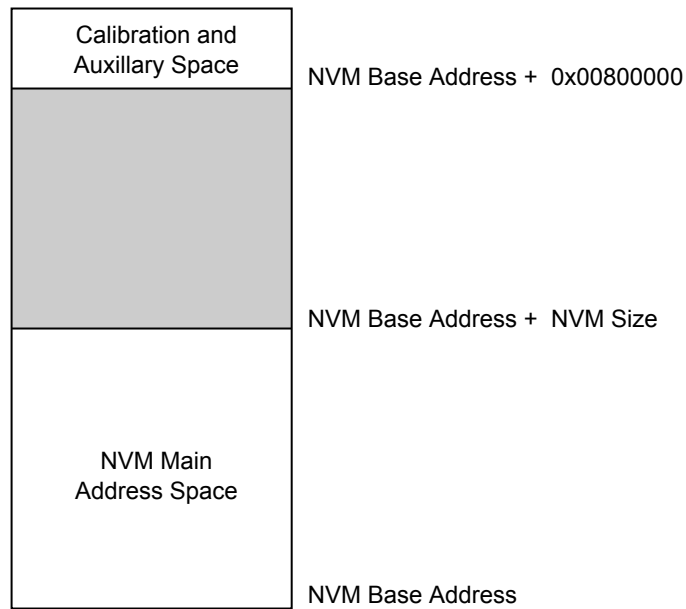 Calibration and
Auxillary Space
NVM Base Address + 0x00800000
NVM Base Address + NVM Size
NVM Main
Address Space
NVM Base Address